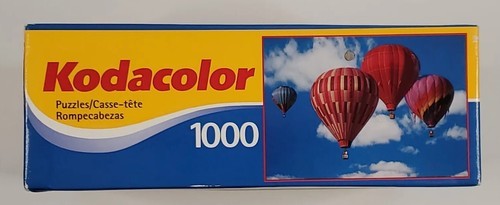 Kodacolor
Puzzles/Casse-tête
Rompecabezas
1000